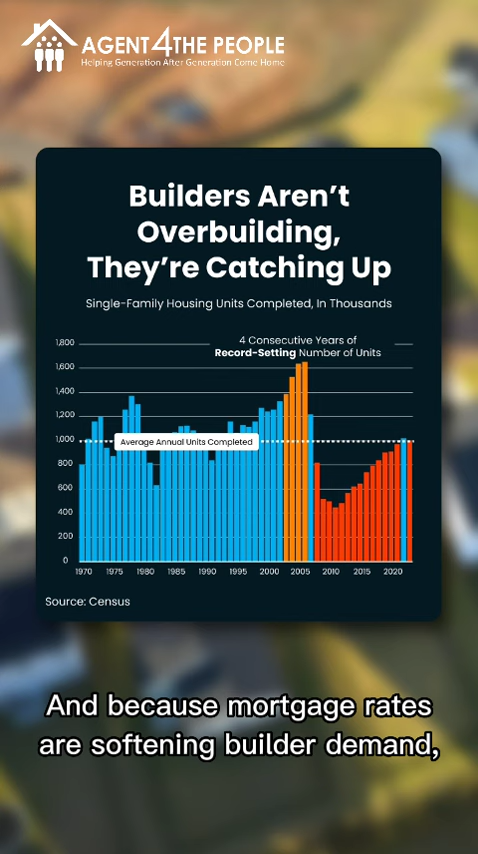 AGENT 4 THE PEOPLE
Helping Generation After Generation Come Home
Builders Aren't
Overbuilding,
They're Catching Up
Single-Family Housing Units Completed, In Thousands
4 Consecutive Years of
Record-Setting Number of Units
1,800
1,600
1,400
1,200
1,000
800
600
400
200
0
Average Annual Units Completed
1970 1975 1980 1985 1990 1995 2000 2005 2010 2015 2020
Source: Census
And because mortgage rates
are softening builder demand,